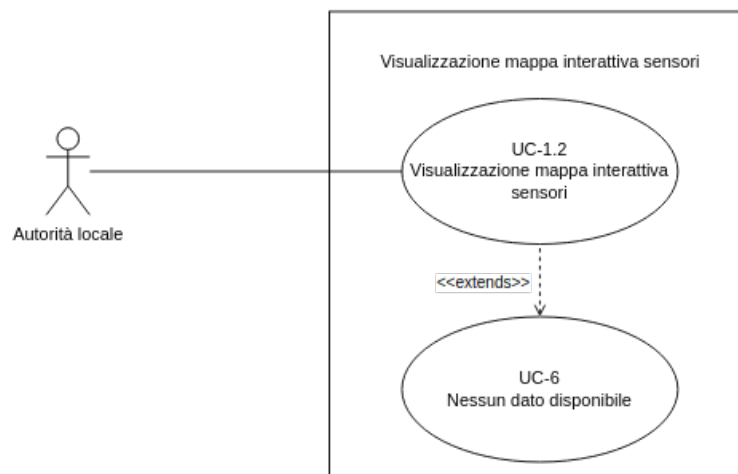 Visualizzazione mappa interattiva sensori
UC-1.2
Visualizzazione mappa interattiva
sensori
Autorità locale
<<extends>>
UC-6
Nessun dato disponibile